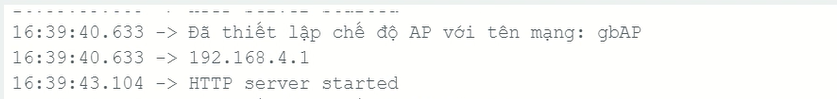 16:39:40.633 -> Đã thiết lập chế độ AP với tên mạng: gbAP
16:39:40.633 -> 192.168.4.1
16:39:43.104 -> HTTP server started